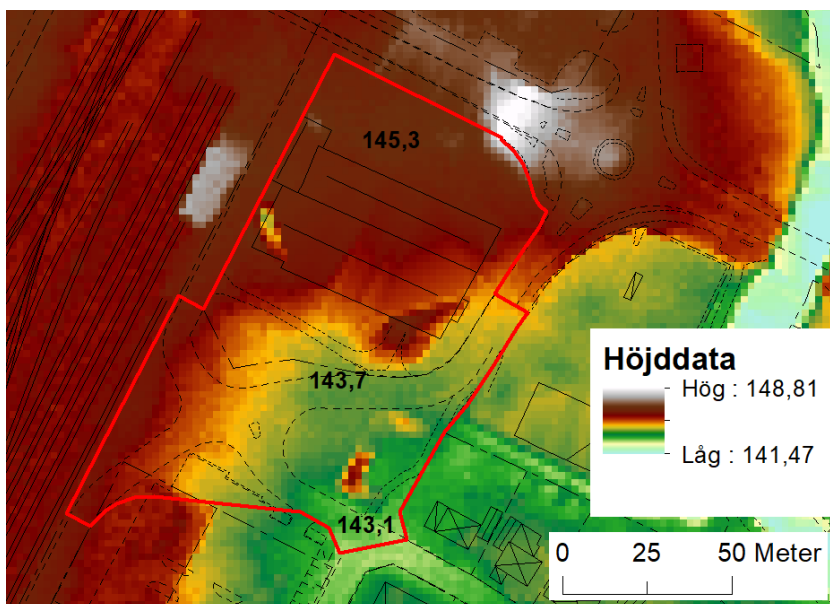 145,3
143,7
143,1
Höjddata
Hög : 148,81
Låg : 141,47
0 25 50 Meter